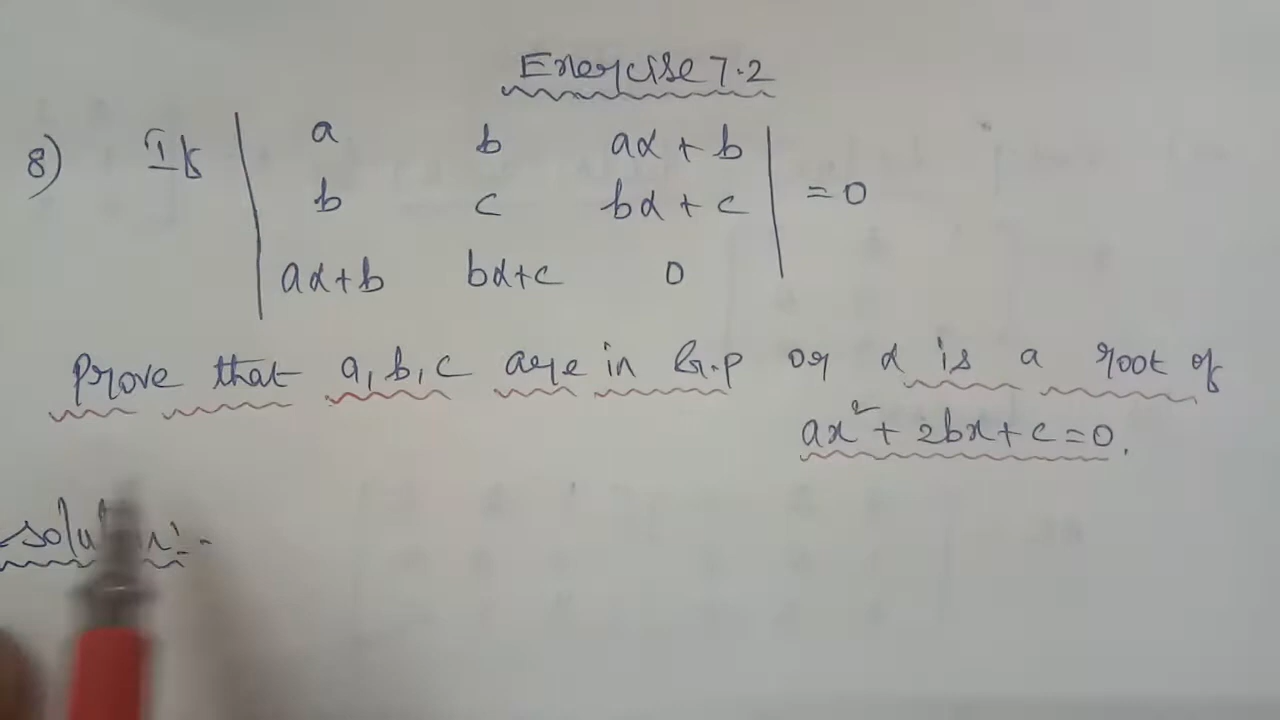 Exercise 7.2
8) If | a b aα + b |
| b c bα + c | = 0
| aα+b bα+c 0 |
Prove that a, b, c are in G.P or α is a root of
ax² + 2bx + c = 0.